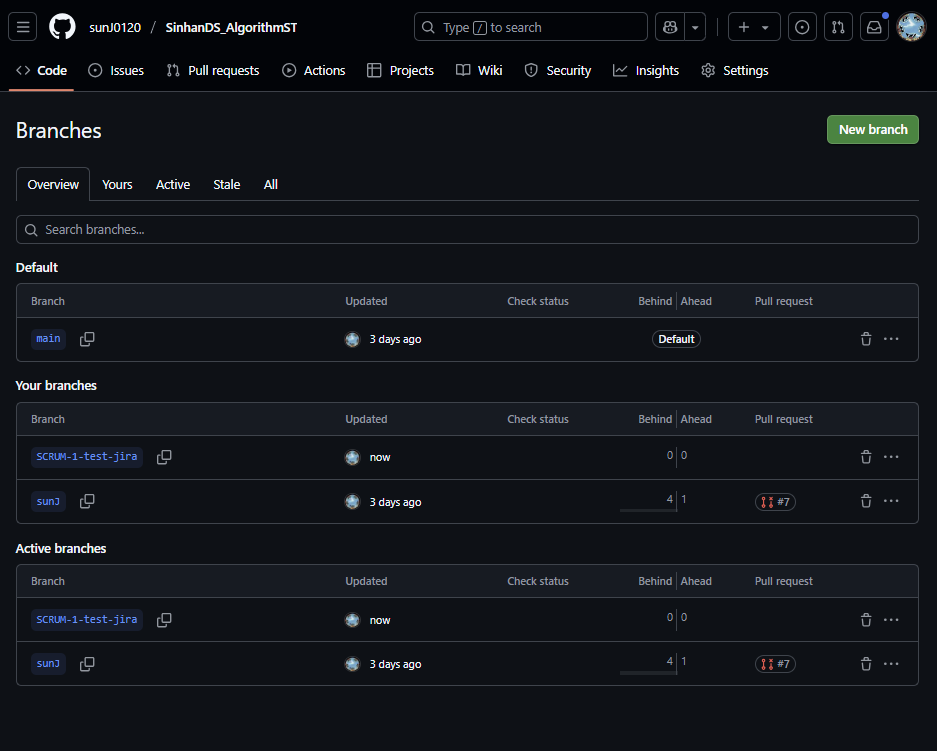 sunJ0120 / SinhanDS_AlgorithmST
Type / to search
Code Issues Pull requests Actions Projects Wiki Security Insights Settings
Branches
New branch
Overview Yours Active Stale All
Search branches...
Default
Branch Updated Check status Behind Ahead Pull request
main 3 days ago Default
Your branches
Branch Updated Check status Behind Ahead Pull request
SCRUM-1-test-jira now 0 0
sunJ 3 days ago 4 1 #7
Active branches
Branch Updated Check status Behind Ahead Pull request
SCRUM-1-test-jira now 0 0
sunJ 3 days ago 4 1 #7